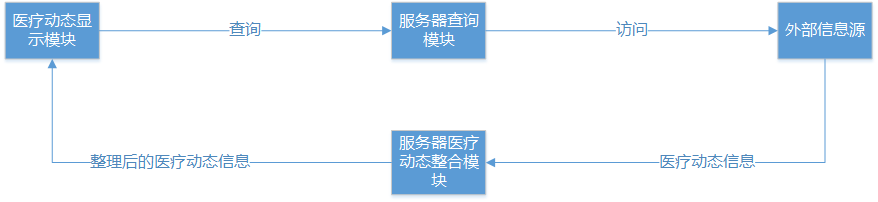 医疗动态显
示模块
查询
服务器查询
模块
访问
外部信息源
整理后的医疗动态信息
服务器医疗
动态整合模
块
医疗动态信息